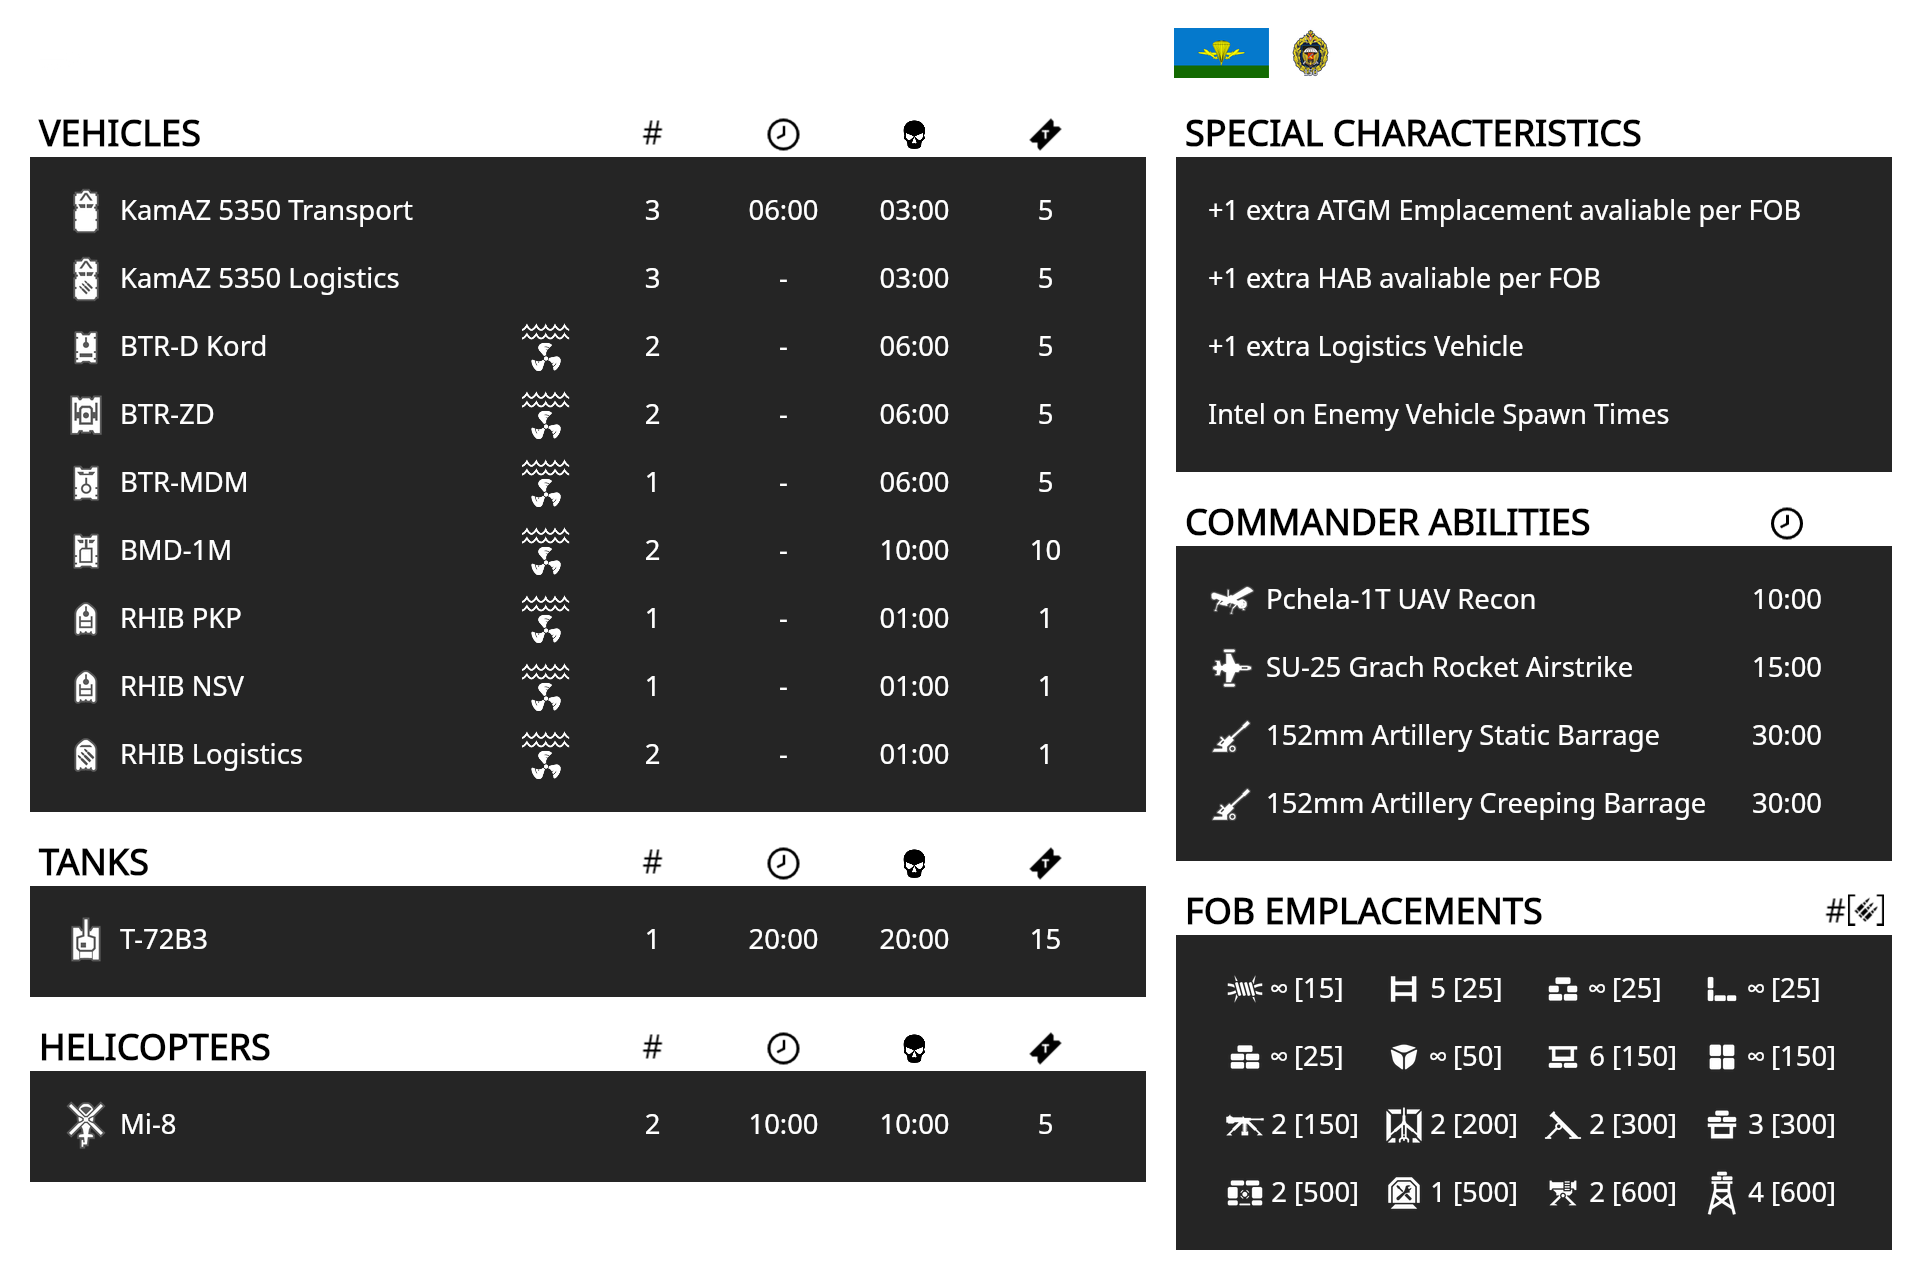 VEHICLES #
KamAZ 5350 Transport 3 06:00 03:00 5
KamAZ 5350 Logistics 3 - 03:00 5
BTR-D Kord 2 - 06:00 5
BTR-ZD 2 - 06:00 5
BTR-MDM 1 - 06:00 5
BMD-1M 2 - 10:00 10
RHIB PKP 1 - 01:00 1
RHIB NSV 1 - 01:00 1
RHIB Logistics 2 - 01:00 1
TANKS #
T-72B3 1 20:00 20:00 15
HELICOPTERS #
Mi-8 2 10:00 10:00 5
SPECIAL CHARACTERISTICS
+1 extra ATGM Emplacement avaliable per FOB
+1 extra HAB avaliable per FOB
+1 extra Logistics Vehicle
Intel on Enemy Vehicle Spawn Times
COMMANDER ABILITIES
Pchela-1T UAV Recon 10:00
SU-25 Grach Rocket Airstrike 15:00
152mm Artillery Static Barrage 30:00
152mm Artillery Creeping Barrage 30:00
FOB EMPLACEMENTS #[]
∞ [15] 5 [25] ∞ [25] ∞ [25]
∞ [25] ∞ [50] 6 [150] ∞ [150]
2 [150] 2 [200] 2 [300] 3 [300]
2 [500] 1 [500] 2 [600] 4 [600]